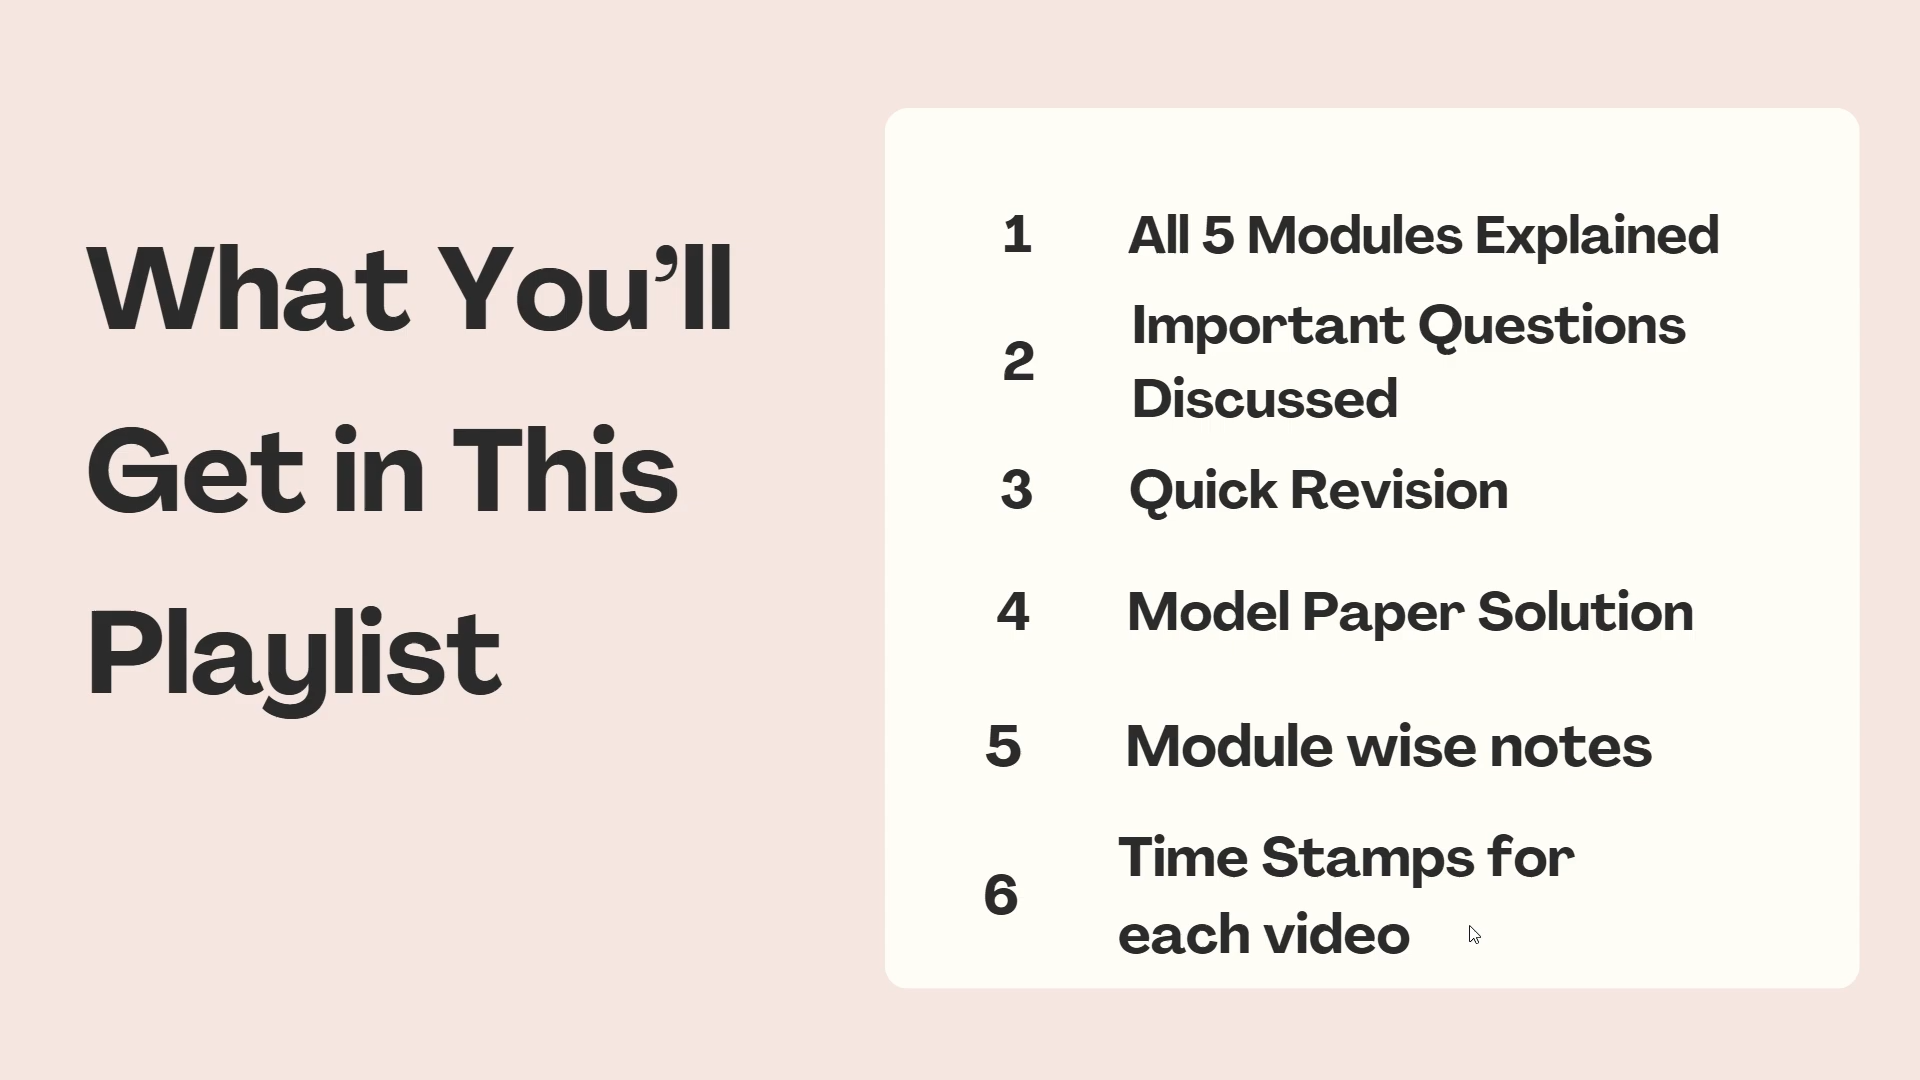 What You’ll
Get in This
Playlist
1 All 5 Modules Explained
2 Important Questions
Discussed
3 Quick Revision
4 Model Paper Solution
5 Module wise notes
6 Time Stamps for
each video